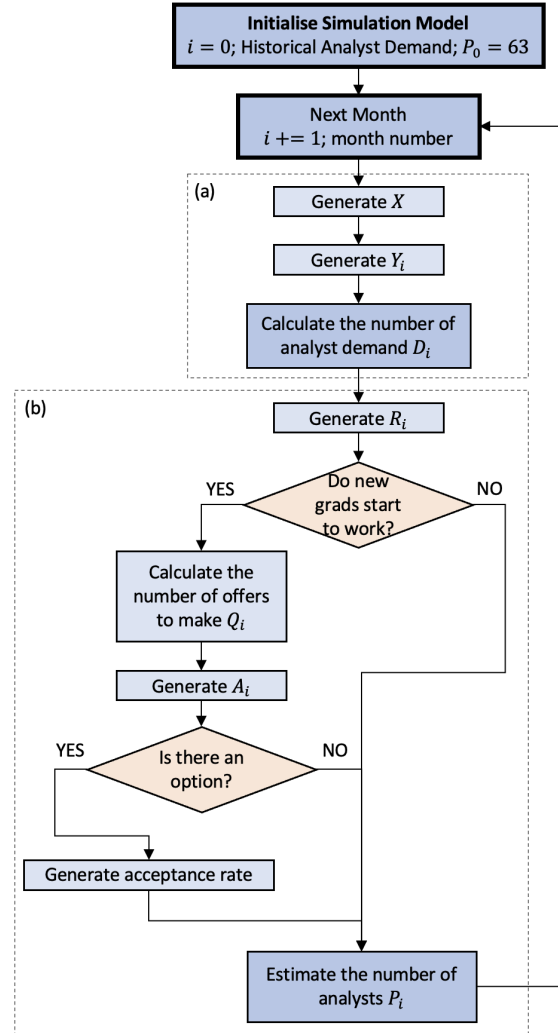 Initialise Simulation Model
i = 0; Historical Analyst Demand; P₀ = 63
Next Month
i += 1; month number
(a)
Generate X
Generate Yᵢ
Calculate the number of
analyst demand Dᵢ
(b)
Generate Rᵢ
Do new
grads start
to work?
YES
NO
Calculate the
number of offers
to make Qᵢ
Generate Aᵢ
Is there an
option?
YES
NO
Generate acceptance rate
Estimate the number of
analysts Pᵢ